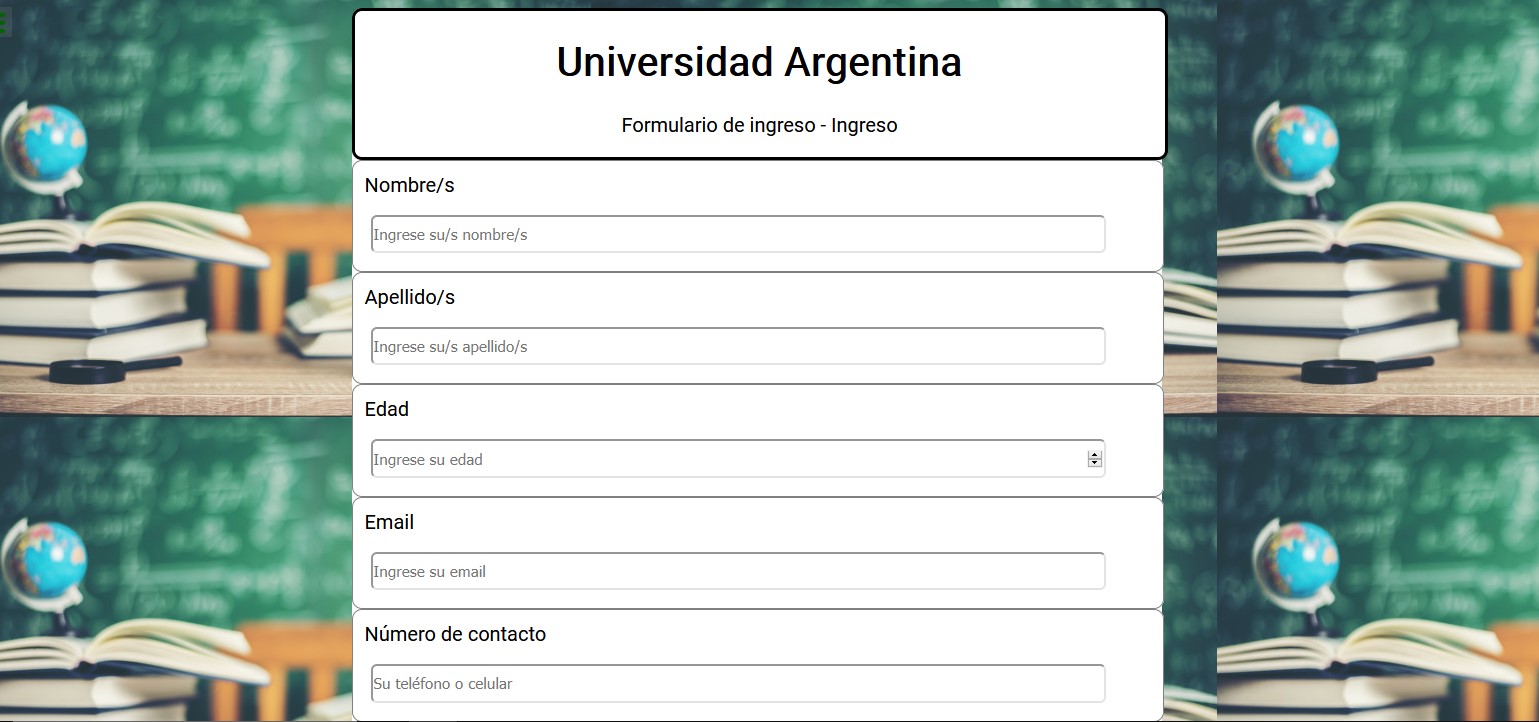 Universidad Argentina
Formulario de ingreso - Ingreso
Nombre/s
Ingrese su/s nombre/s
Apellido/s
Ingrese su/s apellido/s
Edad
Ingrese su edad
Email
Ingrese su email
Número de contacto
Su teléfono o celular